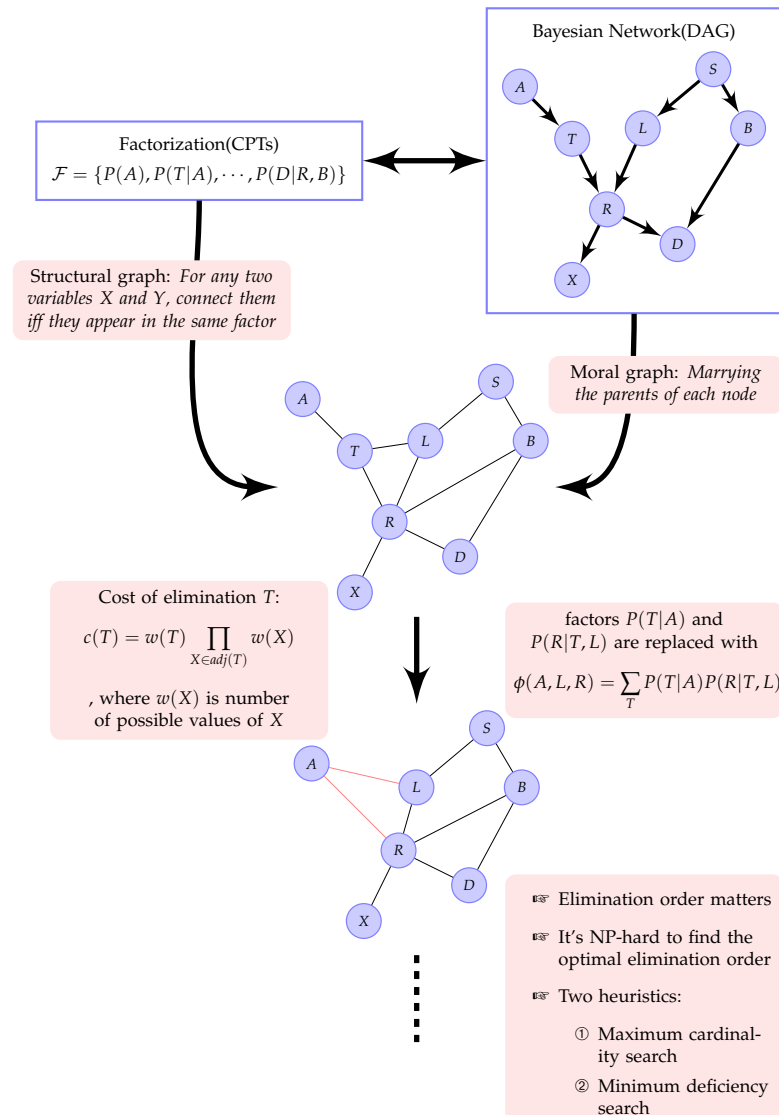 Bayesian Network(DAG)
S
A
L
B
T
R
D
X
Factorization(CPTs)
ℱ = {P(A), P(T|A), ⋯, P(D|R, B)}
Structural graph: For any two
variables X and Y, connect them
iff they appear in the same factor
Moral graph: Marrying
the parents of each node
S
A
L
B
T
R
D
X
Cost of elimination T:
c(T) = w(T) ∏ w(X)
X∈adj(T)
, where w(X) is number
of possible values of X
factors P(T|A) and
P(R|T, L) are replaced with
ϕ(A, L, R) = ∑ P(T|A)P(R|T, L)
T
S
A
L
B
R
D
X
☞ Elimination order matters
☞ It's NP-hard to find the
optimal elimination order
☞ Two heuristics:
① Maximum cardinal-
ity search
② Minimum deficiency
search